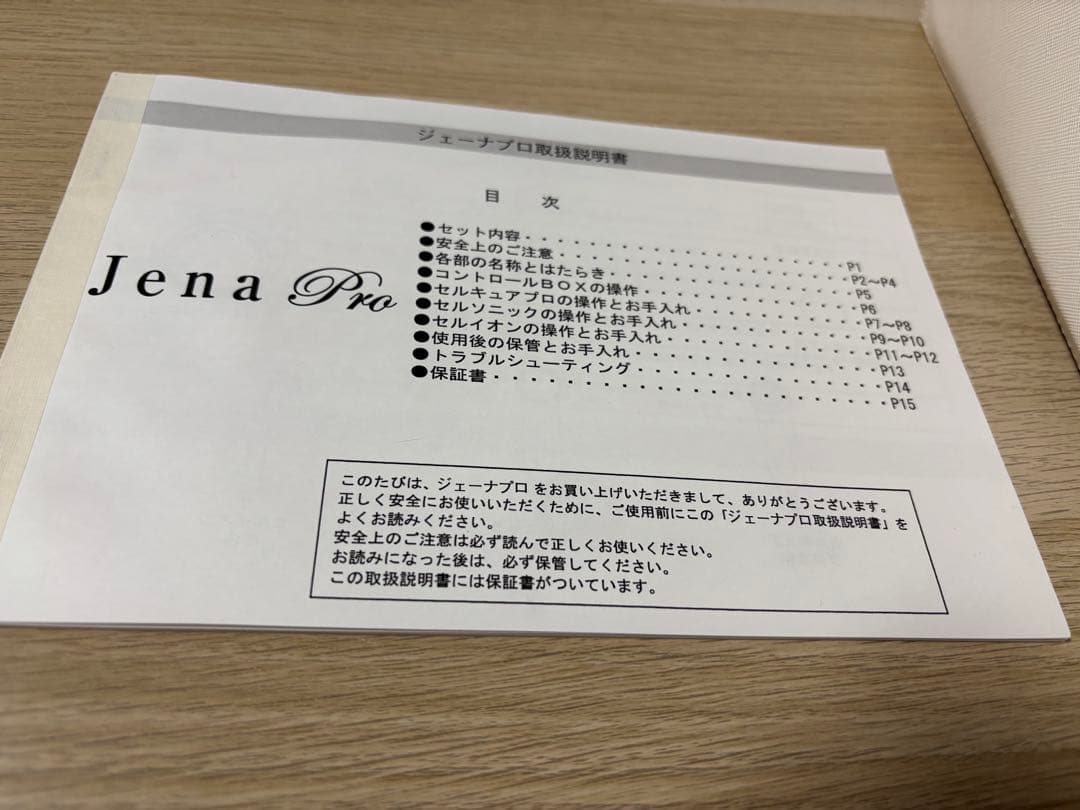 ジェーナプロ取扱説明書
目 次
Jena Pro
●セット内容・・・・・・・・・・・・・・・・・・・・P1
●安全上のご注意・・・・・・・・・・・・・・・・・・P2～P4
●各部の名称とはたらき・・・・・・・・・・・・・・・P5
●コントロールBOXの操作・・・・・・・・・・・・・・P6
●セルキュアプロの操作とお手入れ・・・・・・・・・・P7～P8
●セルソニックの操作とお手入れ・・・・・・・・・・・P9～P10
●セルイオンの操作とお手入れ・・・・・・・・・・・・P11～P12
●使用後の保管とお手入れ・・・・・・・・・・・・・・P13
●トラブルシューティング・・・・・・・・・・・・・・P14
●保証書・・・・・・・・・・・・・・・・・・・・・・P15
このたびは、ジェーナプロ をお買い上げいただきまして、ありがとうございます。
正しく安全にお使いいただくために、ご使用前にこの「ジェーナプロ取扱説明書」を
よくお読みください。
安全上のご注意は必ず読んで正しくお使いください。
お読みになった後は、必ず保管してください。
この取扱説明書には保証書がついています。